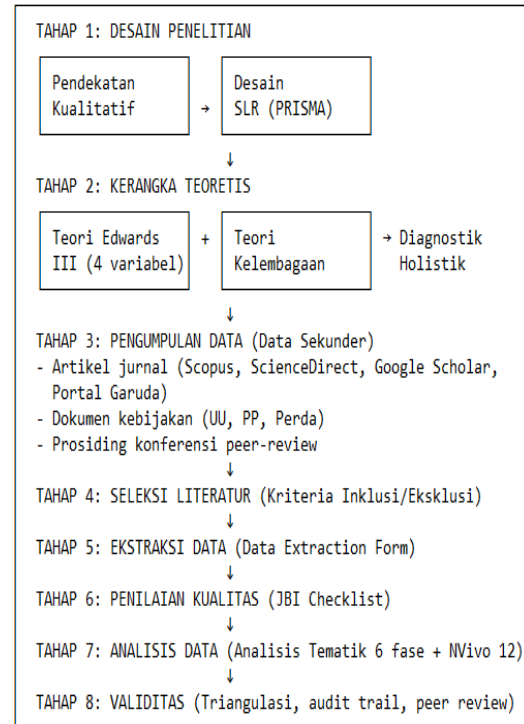 TAHAP 1: DESAIN PENELITIAN
Pendekatan Kualitatif → Desain SLR (PRISMA)
↓
TAHAP 2: KERANGKA TEORETIS
Teori Edwards III (4 variabel) + Teori Kelembagaan → Diagnostik Holistik
↓
TAHAP 3: PENGUMPULAN DATA (Data Sekunder)
- Artikel jurnal (Scopus, ScienceDirect, Google Scholar,
Portal Garuda)
- Dokumen kebijakan (UU, PP, Perda)
- Prosiding konferensi peer-review
↓
TAHAP 4: SELEKSI LITERATUR (Kriteria Inklusi/Eksklusi)
↓
TAHAP 5: EKSTRAKSI DATA (Data Extraction Form)
↓
TAHAP 6: PENILAIAN KUALITAS (JBI Checklist)
↓
TAHAP 7: ANALISIS DATA (Analisis Tematik 6 fase + NVivo 12)
↓
TAHAP 8: VALIDITAS (Triangulasi, audit trail, peer review)